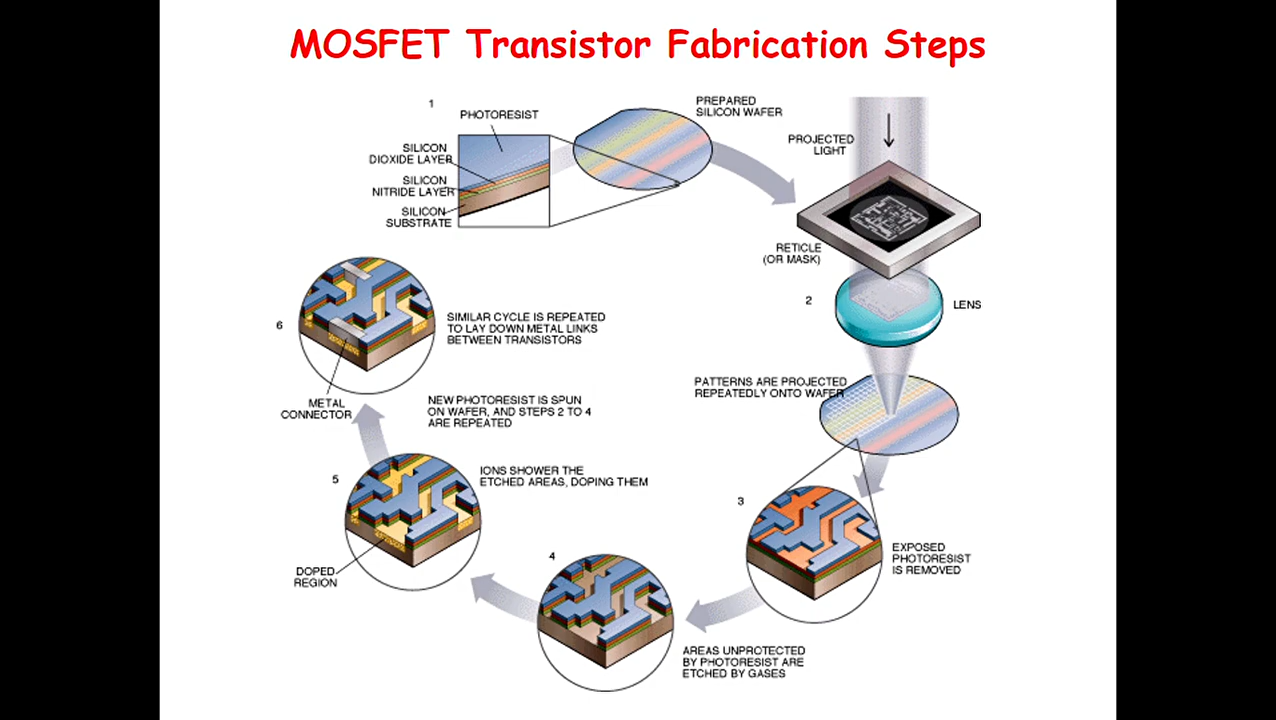 MOSFET Transistor Fabrication Steps
1
PHOTORESIST
SILICON
DIOXIDE LAYER
SILICON
NITRIDE LAYER
SILICON
SUBSTRATE
PREPARED
SILICON WAFER
PROJECTED
LIGHT
RETICLE
(OR MASK)
2
LENS
PATTERNS ARE PROJECTED
REPEATEDLY ONTO WAFER
3
EXPOSED
PHOTORESIST
IS REMOVED
4
AREAS UNPROTECTED
BY PHOTORESIST ARE
ETCHED BY GASES
5
IONS SHOWER THE
ETCHED AREAS, DOPING THEM
DOPED
REGION
NEW PHOTORESIST IS SPUN
ON WAFER, AND STEPS 2 TO 4
ARE REPEATED
6
SIMILAR CYCLE IS REPEATED
TO LAY DOWN METAL LINKS
BETWEEN TRANSISTORS
METAL
CONNECTOR